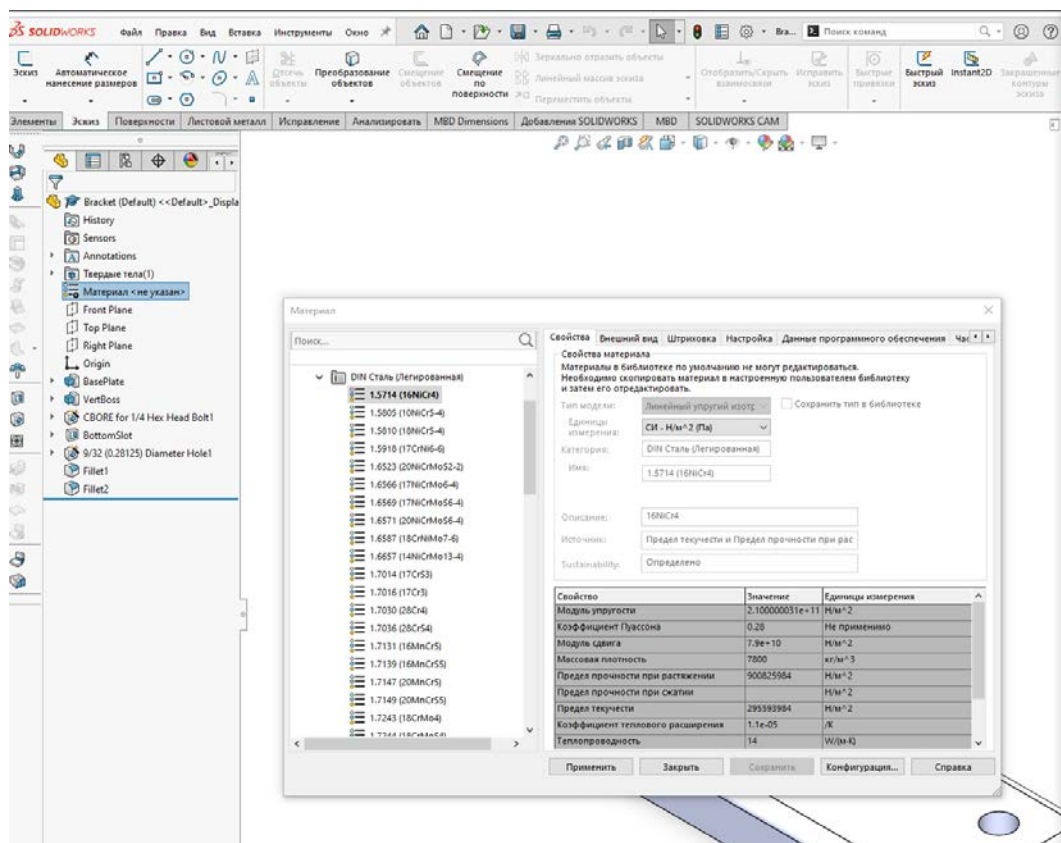 SOLIDWORKS Файл Правка Вид Вставка Инструменты Окно Bra... Поиск команд
Эскиз Автоматическое нанесение размеров Отсечь объекты Преобразование объектов Смещение объектов Смещение по поверхности Зеркально отразить объекты Линейный массив эскиза Переместить объекты Отобразить/Скрыть взаимосвязи Исправить эскиз Быстрые привязки Быстрый эскиз Instant2D Закрашенные контуры эскиза
Элементы Эскиз Поверхности Листовой металл Исправление Анализировать MBD Dimensions Добавления SOLIDWORKS MBD SOLIDWORKS CAM
Bracket (Default) <<Default>_Displa
History
Sensors
Annotations
Твердые тела(1)
Материал <не указан>
Front Plane
Top Plane
Right Plane
Origin
BasePlate
VertBoss
CBORE for 1/4 Hex Head Bolt1
BottomSlot
9/32 (0.28125) Diameter Hole1
Fillet1
Fillet2
Материал
Поиск...
DIN Сталь (Легированная)
1.5714 (16NiCr4)
1.5805 (10NiCr5-4)
1.5810 (18NiCr5-4)
1.5918 (17CrNi6-6)
1.6523 (20NiCrMoS2-2)
1.6566 (17NiCrMo6-4)
1.6569 (17NiCrMoS6-4)
1.6571 (20NiCrMoS6-4)
1.6587 (18CrNiMo7-6)
1.6657 (14NiCrMo13-4)
1.7014 (17CrS3)
1.7016 (17Cr3)
1.7030 (28Cr4)
1.7036 (28CrS4)
1.7131 (16MnCr5)
1.7139 (16MnCrS5)
1.7147 (20MnCr5)
1.7149 (20MnCrS5)
1.7243 (18CrMo4)
1.7244 (18CrMoS4)
Свойства Внешний вид Штриховка Настройка Данные программного обеспечения Час
Свойства материала
Материалы в библиотеке по умолчанию не могут редактироваться.
Необходимо скопировать материал в настроенную пользователем библиотеку
и затем его отредактировать.
Тип модели: Линейный упругий изотр Сохранить тип в библиотеке
Единицы измерения: СИ - Н/м^2 (Па)
Категория: DIN Сталь (Легированная)
Имя: 1.5714 (16NiCr4)
Описание: 16NiCr4
Источник: Предел текучести и Предел прочности при рас
Sustainability: Определено
Свойство Значение Единицы измерения
Модуль упругости 2.100000031e+11 Н/м^2
Коэффициент Пуассона 0.28 Не применимо
Модуль сдвига 7.9e+10 Н/м^2
Массовая плотность 7800 кг/м^3
Предел прочности при растяжении 900825984 Н/м^2
Предел прочности при сжатии Н/м^2
Предел текучести 295593984 Н/м^2
Коэффициент теплового расширения 1.1e-05 /K
Теплопроводность 14 W/(м·K)
Применить Закрыть Сохранить Конфигурация... Справка